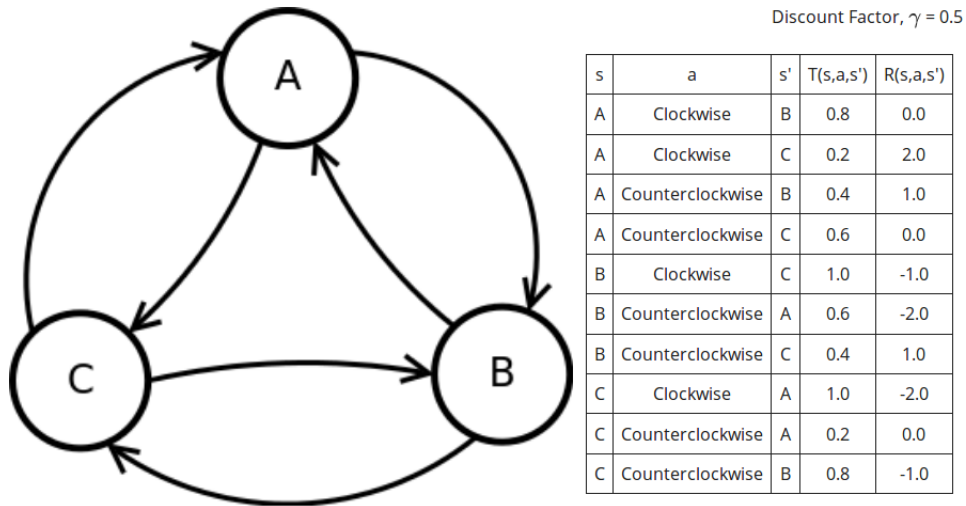 Discount Factor, γ = 0.5
A
C
B
s a s' T(s,a,s') R(s,a,s')
A Clockwise B 0.8 0.0
A Clockwise C 0.2 2.0
A Counterclockwise B 0.4 1.0
A Counterclockwise C 0.6 0.0
B Clockwise C 1.0 -1.0
B Counterclockwise A 0.6 -2.0
B Counterclockwise C 0.4 1.0
C Clockwise A 1.0 -2.0
C Counterclockwise A 0.2 0.0
C Counterclockwise B 0.8 -1.0